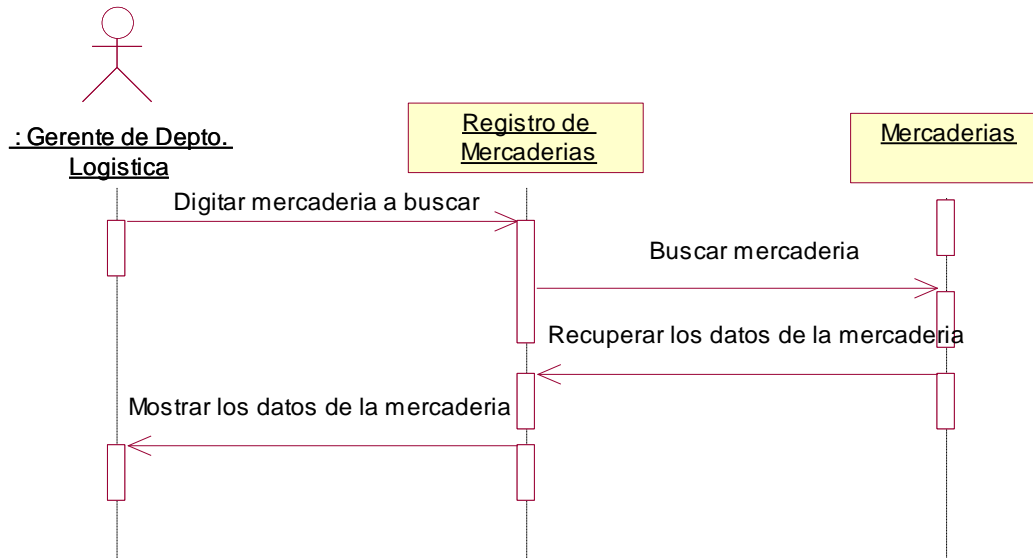 : Gerente de Depto.
Logistica
Registro de
Mercaderias
Mercaderias
Digitar mercaderia a buscar
Buscar mercaderia
Recuperar los datos de la mercaderia
Mostrar los datos de la mercaderia